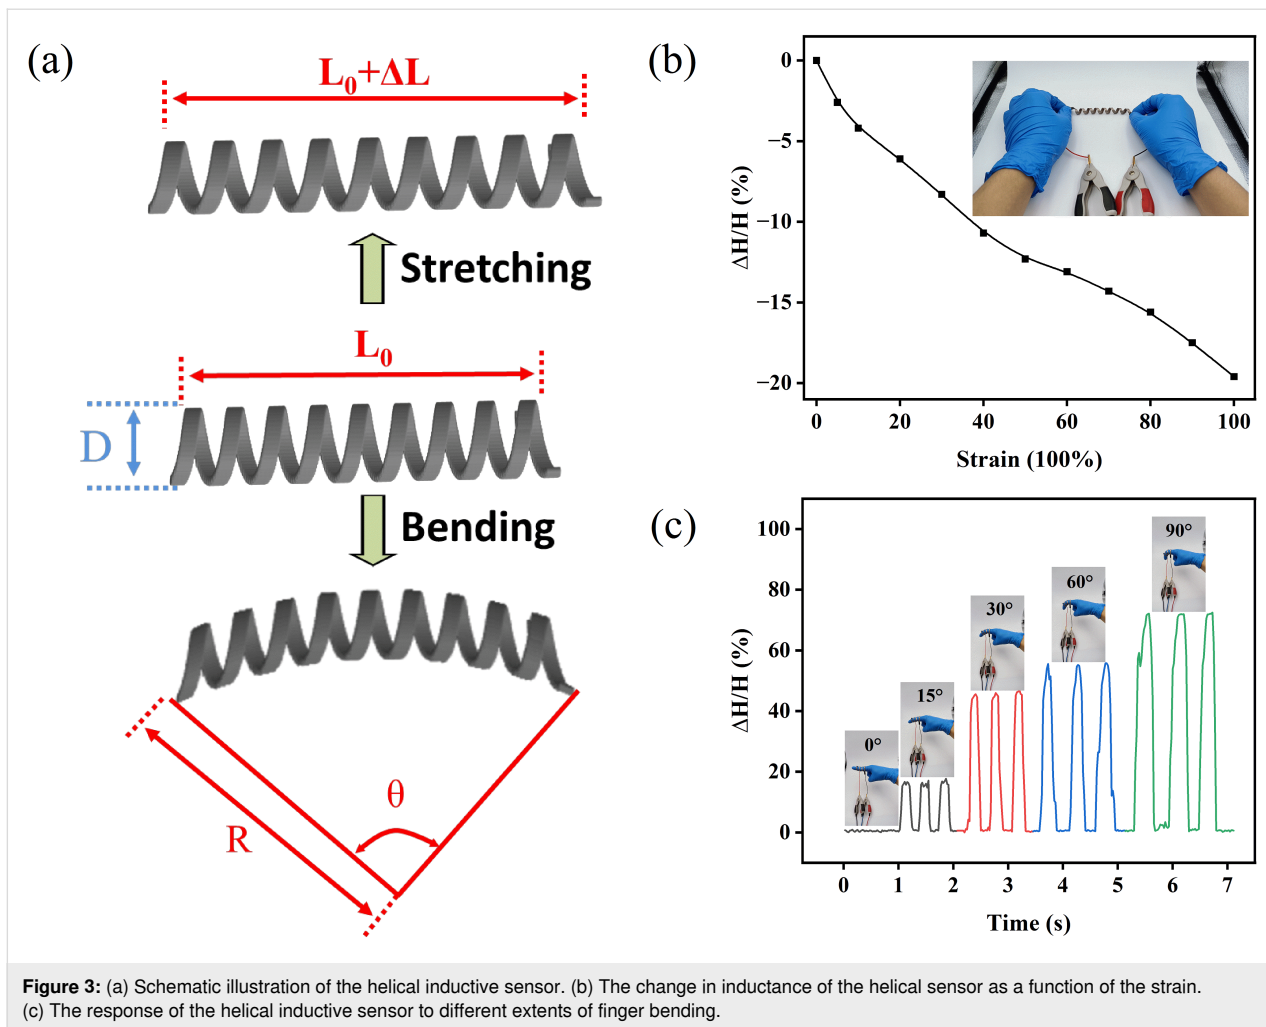 (a)
L₀+ΔL
Stretching
L₀
D
Bending
θ
R
(b)
0
−5
−10
−15
−20
ΔH/H (%)
0 20 40 60 80 100
Strain (100%)
(c)
100
80
60
40
20
0
ΔH/H (%)
0°
15°
30°
60°
90°
0 1 2 3 4 5 6 7
Time (s)
Figure 3: (a) Schematic illustration of the helical inductive sensor. (b) The change in inductance of the helical sensor as a function of the strain.
(c) The response of the helical inductive sensor to different extents of finger bending.